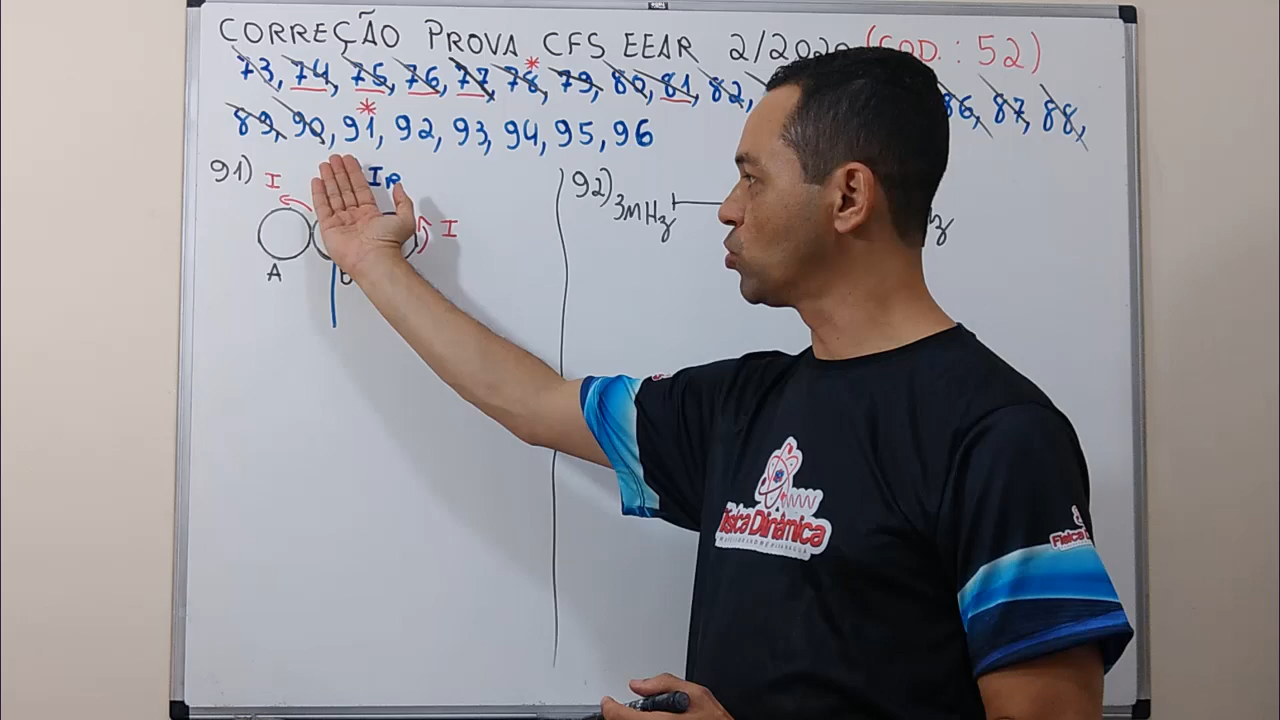 CORREÇÃO PROVA CFS EEAR 2/2020 (COD.: 52)
73, 74, 75, 76, 77, 78*, 79, 80, 81, 82, 86, 87, 88,
89, 90, 91*, 92, 93, 94, 95, 96
91) I I I
A
92) 3MHz
Física Dinâmica